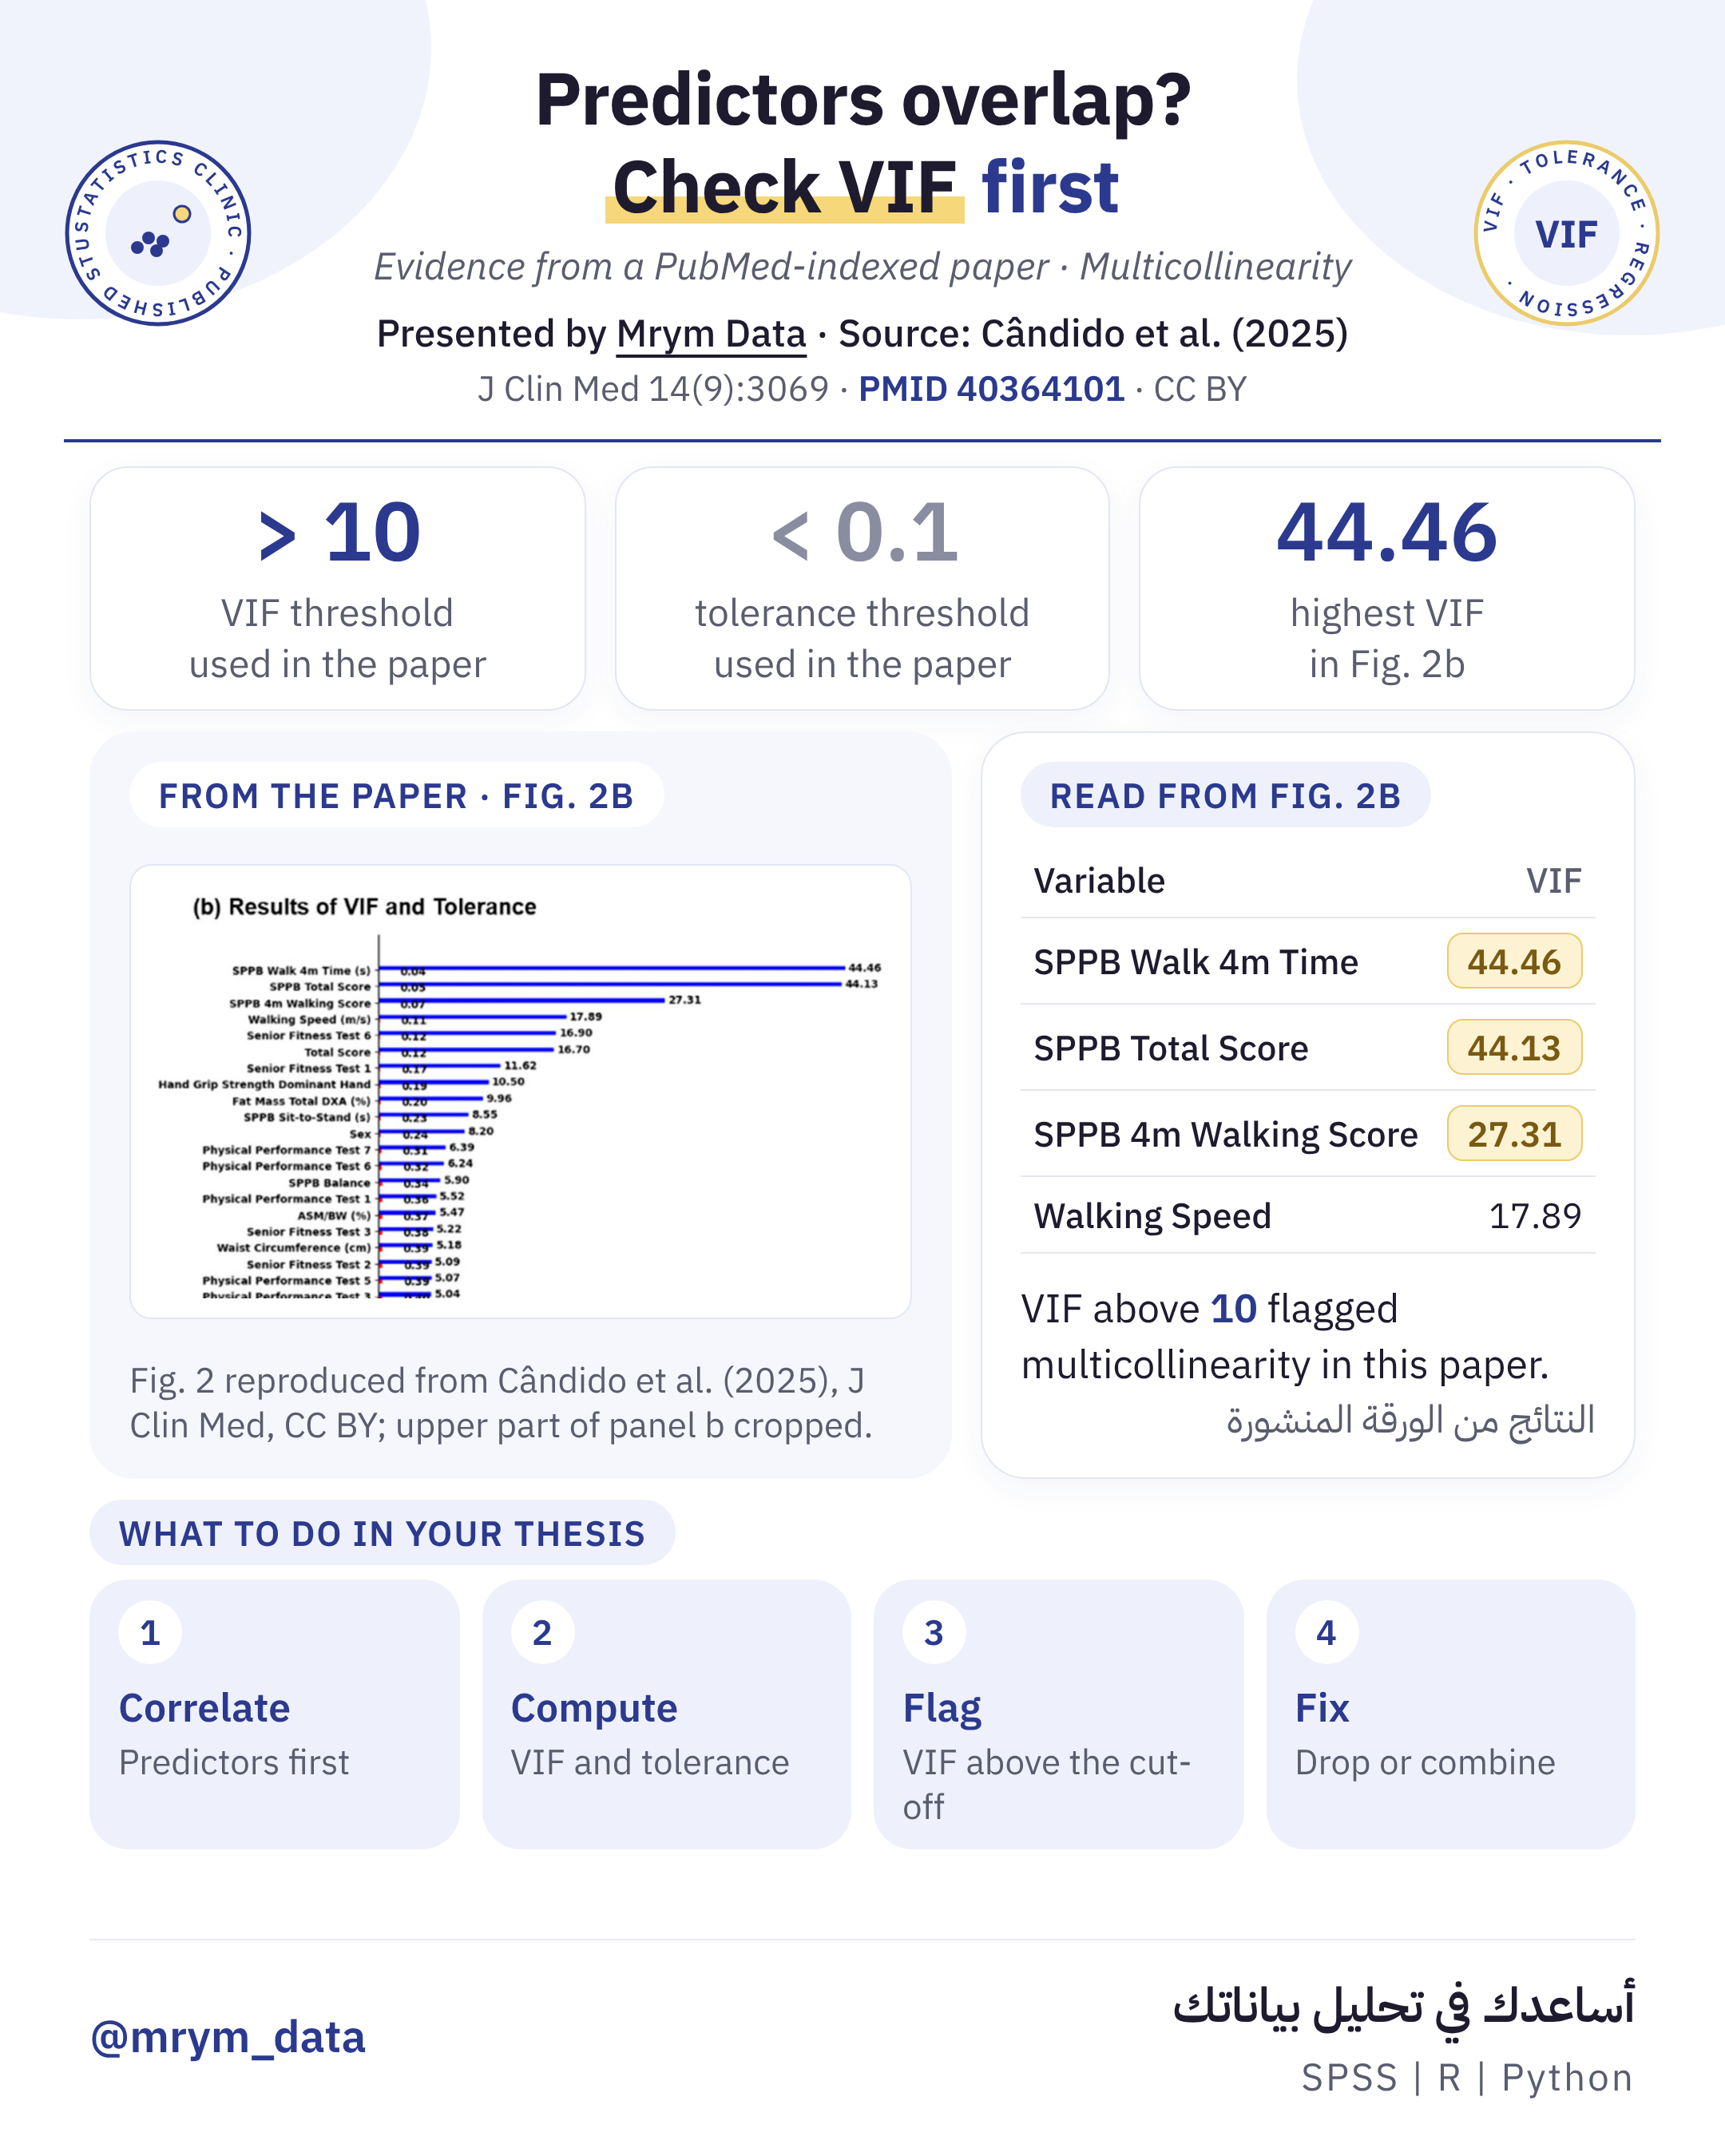 Predictors overlap?
Check VIF first
Evidence from a PubMed-indexed paper · Multicollinearity
Presented by Mrym Data · Source: Cândido et al. (2025)
J Clin Med 14(9):3069 · PMID 40364101 · CC BY
STATISTICS CLINIC · PUBLISHED STU
VIF · TOLERANCE · REGRESSION ·
VIF
> 10
VIF threshold
used in the paper
< 0.1
tolerance threshold
used in the paper
44.46
highest VIF
in Fig. 2b
FROM THE PAPER · FIG. 2B
(b) Results of VIF and Tolerance
SPPB Walk 4m Time (s) 0.04 44.46
SPPB Total Score 0.05 44.13
SPPB 4m Walking Score 0.07 27.31
Walking Speed (m/s) 0.11 17.89
Senior Fitness Test 6 0.12 16.90
Total Score 0.12 16.70
Senior Fitness Test 1 0.17 11.62
Hand Grip Strength Dominant Hand 0.19 10.50
Fat Mass Total DXA (%) 0.20 9.96
SPPB Sit-to-Stand (s) 0.23 8.55
Sex 0.24 8.20
Physical Performance Test 7 0.31 6.39
Physical Performance Test 6 0.32 6.24
SPPB Balance 0.34 5.90
Physical Performance Test 1 0.36 5.52
ASM/BW (%) 0.37 5.47
Senior Fitness Test 3 0.38 5.22
Waist Circumference (cm) 0.39 5.18
Senior Fitness Test 2 0.39 5.09
Physical Performance Test 5 0.39 5.07
Physical Performance Test 3 5.04
Fig. 2 reproduced from Cândido et al. (2025), J
Clin Med, CC BY; upper part of panel b cropped.
READ FROM FIG. 2B
Variable VIF
SPPB Walk 4m Time 44.46
SPPB Total Score 44.13
SPPB 4m Walking Score 27.31
Walking Speed 17.89
VIF above 10 flagged
multicollinearity in this paper.
النتائج من الورقة المنشورة
WHAT TO DO IN YOUR THESIS
1
Correlate
Predictors first
2
Compute
VIF and tolerance
3
Flag
VIF above the cut-
off
4
Fix
Drop or combine
@mrym_data
أساعدك في تحليل بياناتك
SPSS | R | Python